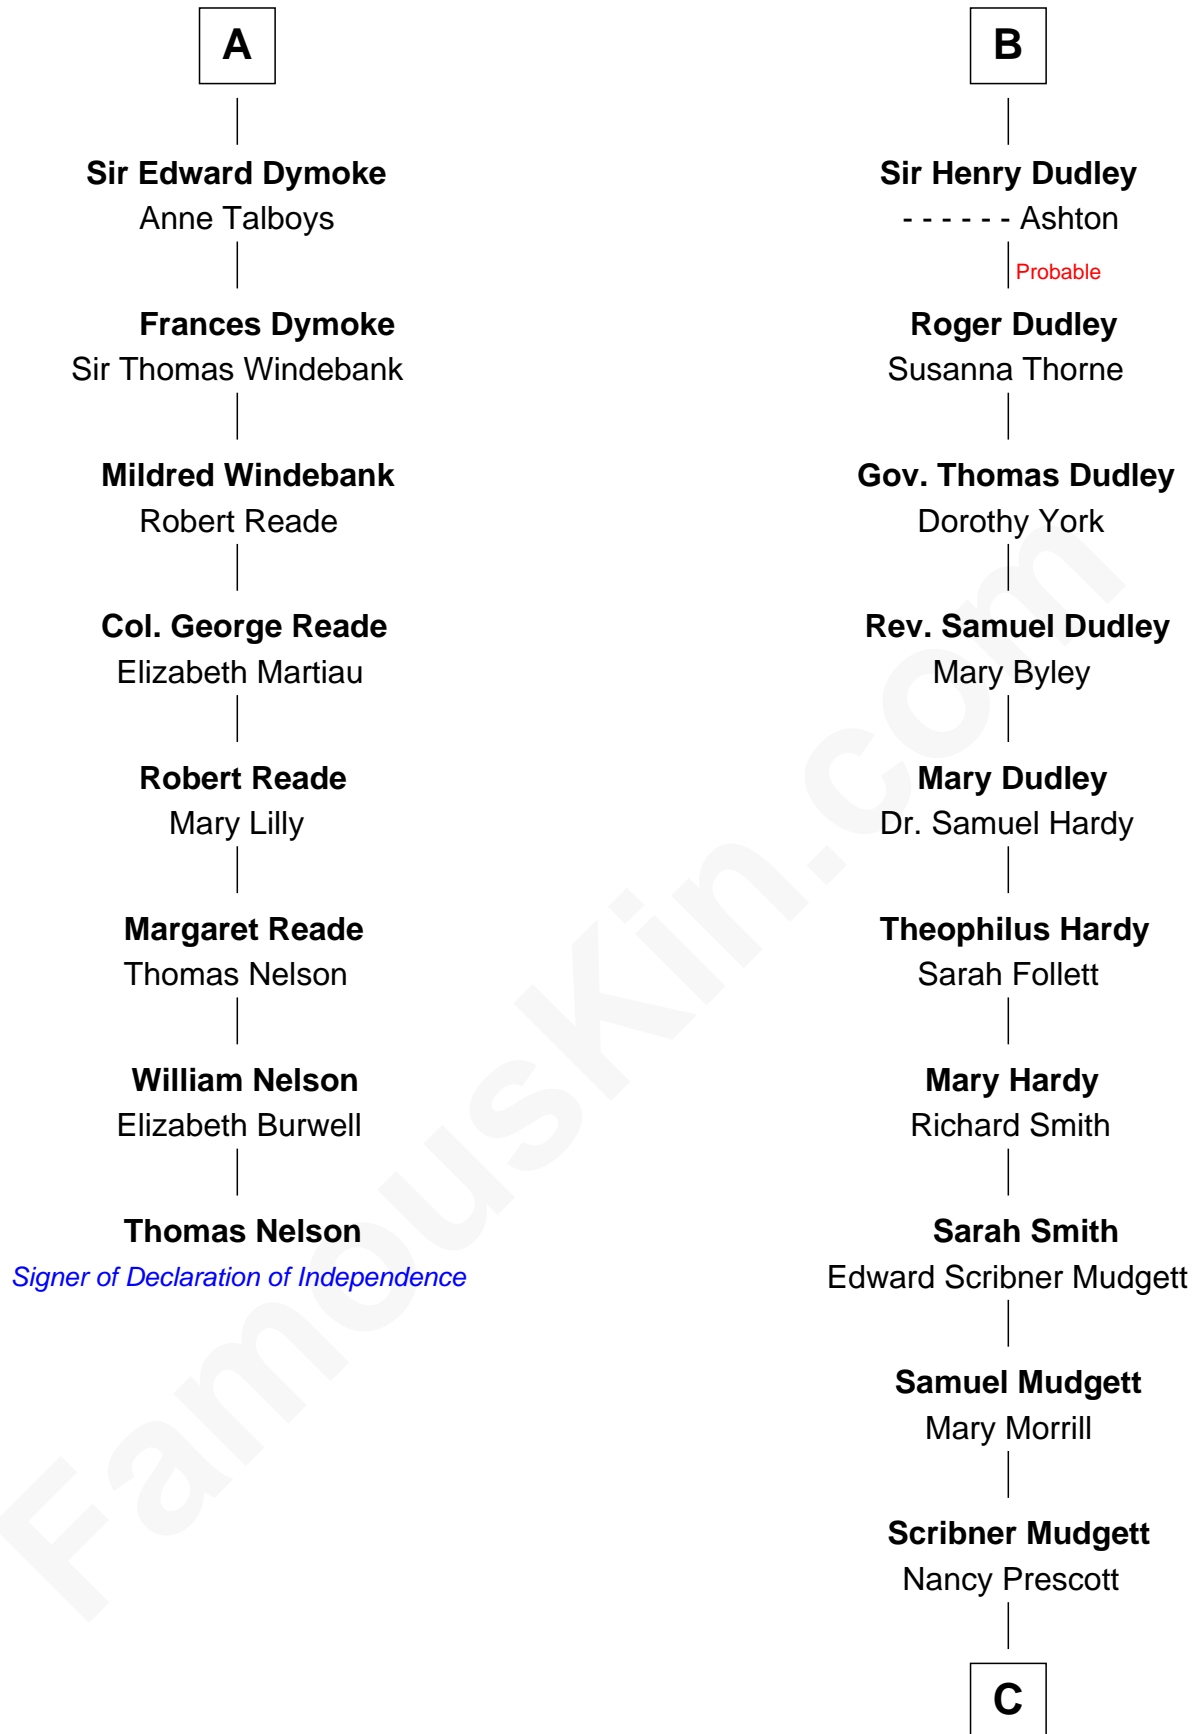 A
Sir Edward Dymoke
Anne Talboys
Frances Dymoke
Sir Thomas Windebank
Mildred Windebank
Robert Reade
Col. George Reade
Elizabeth Martiau
Robert Reade
Mary Lilly
Margaret Reade
Thomas Nelson
William Nelson
Elizabeth Burwell
Thomas Nelson
Signer of Declaration of Independence
B
Sir Henry Dudley
- - - - - - Ashton
Probable
Roger Dudley
Susanna Thorne
Gov. Thomas Dudley
Dorothy York
Rev. Samuel Dudley
Mary Byley
Mary Dudley
Dr. Samuel Hardy
Theophilus Hardy
Sarah Follett
Mary Hardy
Richard Smith
Sarah Smith
Edward Scribner Mudgett
Samuel Mudgett
Mary Morrill
Scribner Mudgett
Nancy Prescott
C
FamousKin.com